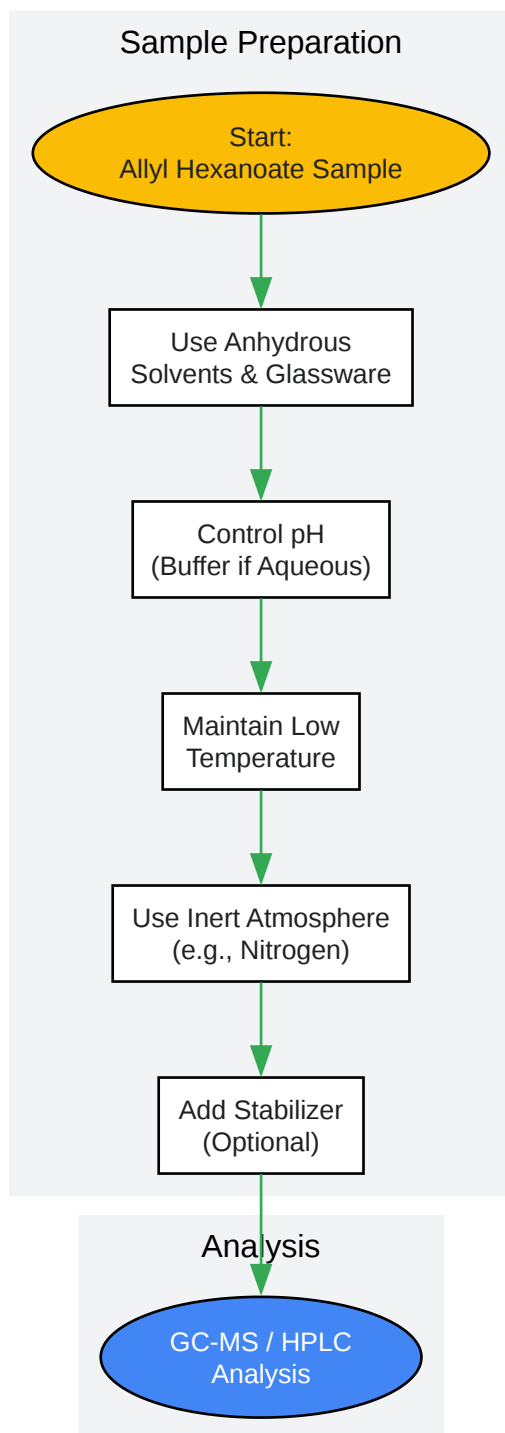 Sample Preparation
Start:
Allyl Hexanoate Sample
Use Anhydrous
Solvents & Glassware
Control pH
(Buffer if Aqueous)
Maintain Low
Temperature
Use Inert Atmosphere
(e.g., Nitrogen)
Add Stabilizer
(Optional)
Analysis
GC-MS / HPLC
Analysis